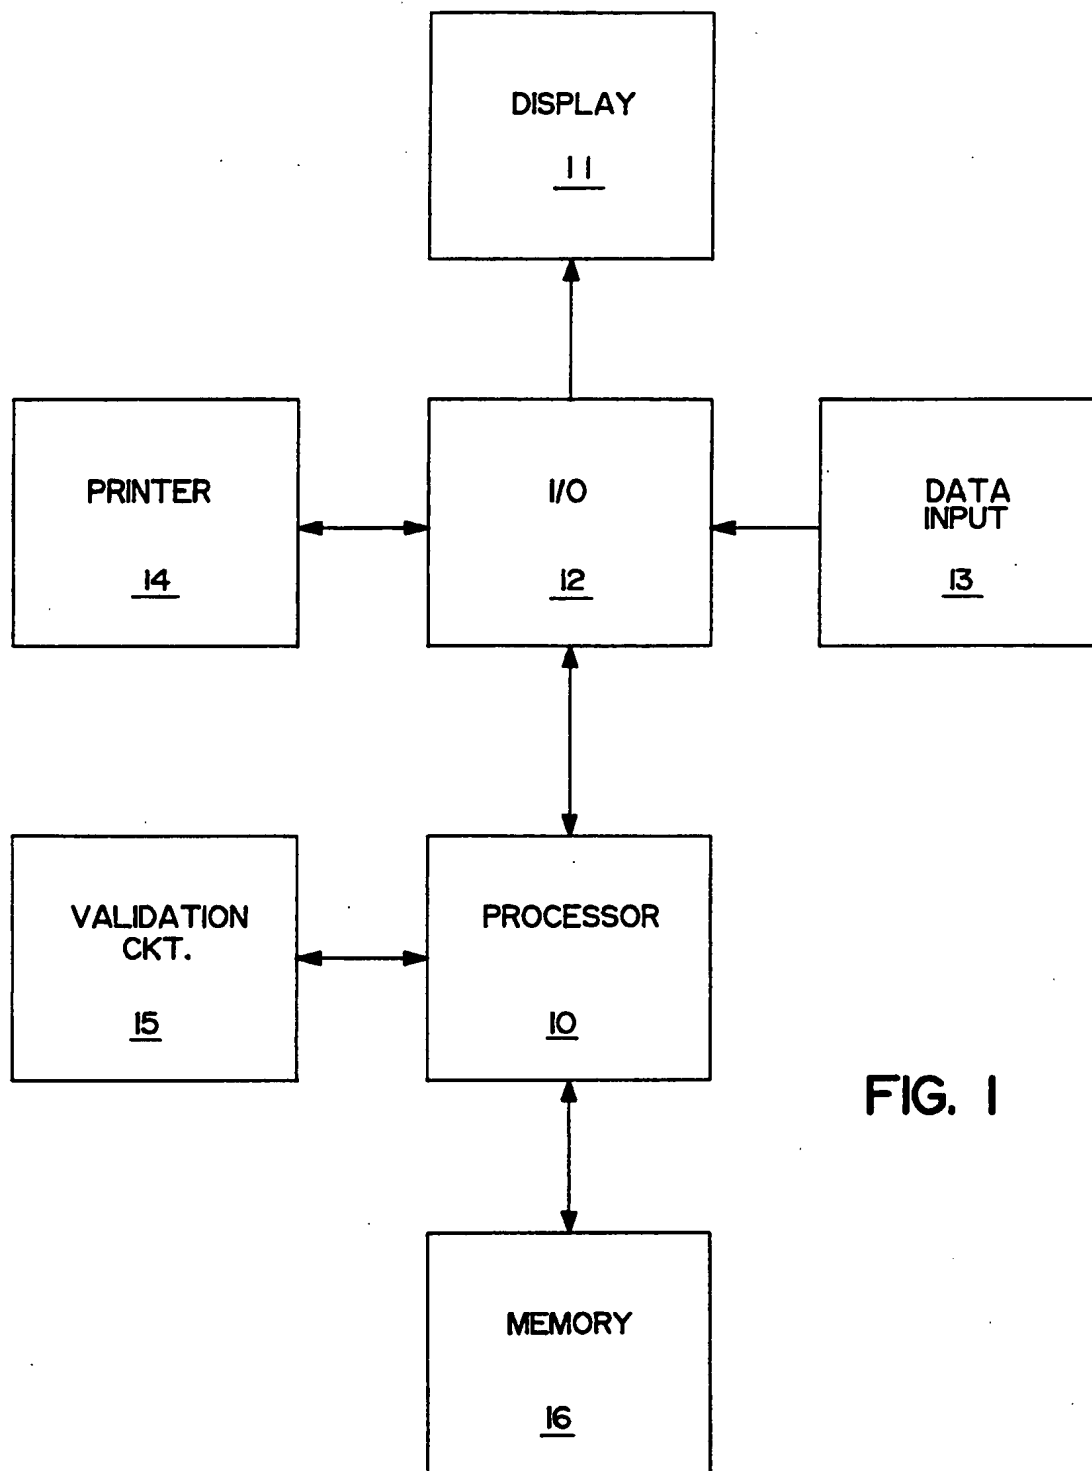 DISPLAY
11
PRINTER
14
I/O
12
DATA
INPUT
13
VALIDATION
CKT.
15
PROCESSOR
10
FIG. 1
MEMORY
16